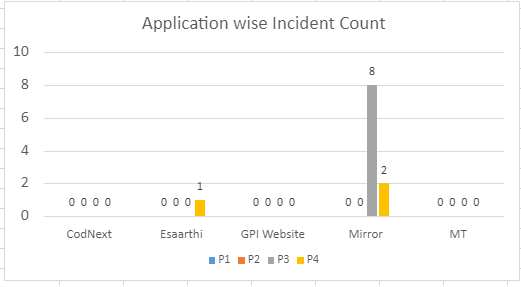 Application wise Incident Count
10
8
6
4
2
0
0 0 0 0
0 0 0 1
0 0 0 0
0 0 8 2
0 0 0 0
CodNext Esaarthi GPI Website Mirror MT
P1 P2 P3 P4